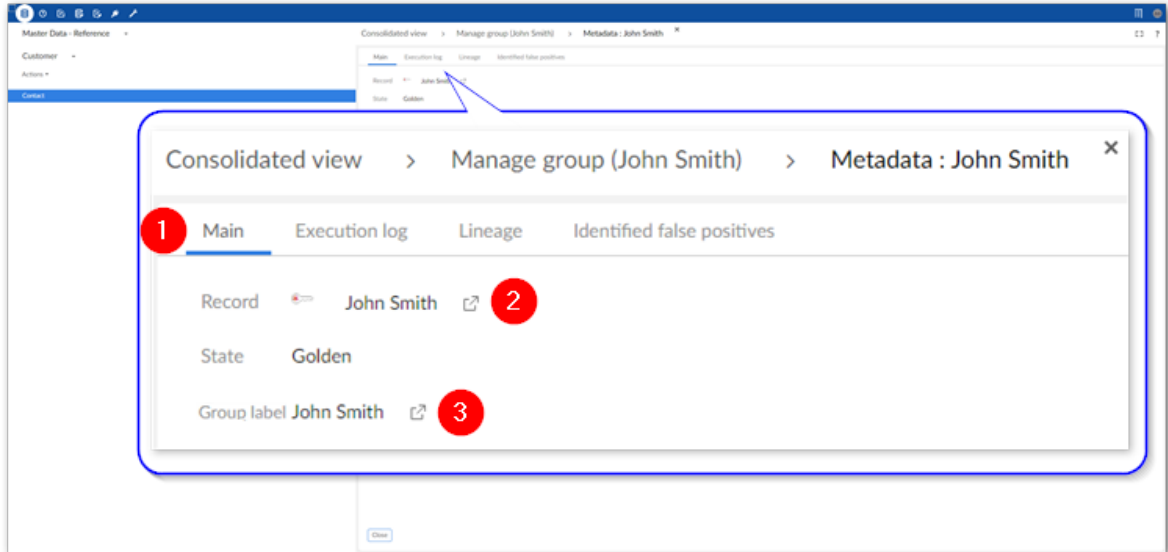 Master Data - Reference
Consolidated view > Manage group (John Smith) > Metadata : John Smith ×
?
Customer
Actions
Main Execution log Lineage Identified false positives
Record John Smith
Contact
State Golden
Consolidated view > Manage group (John Smith) > Metadata : John Smith ×
1 Main Execution log Lineage Identified false positives
Record John Smith 2
State Golden
Group label John Smith 3
Close